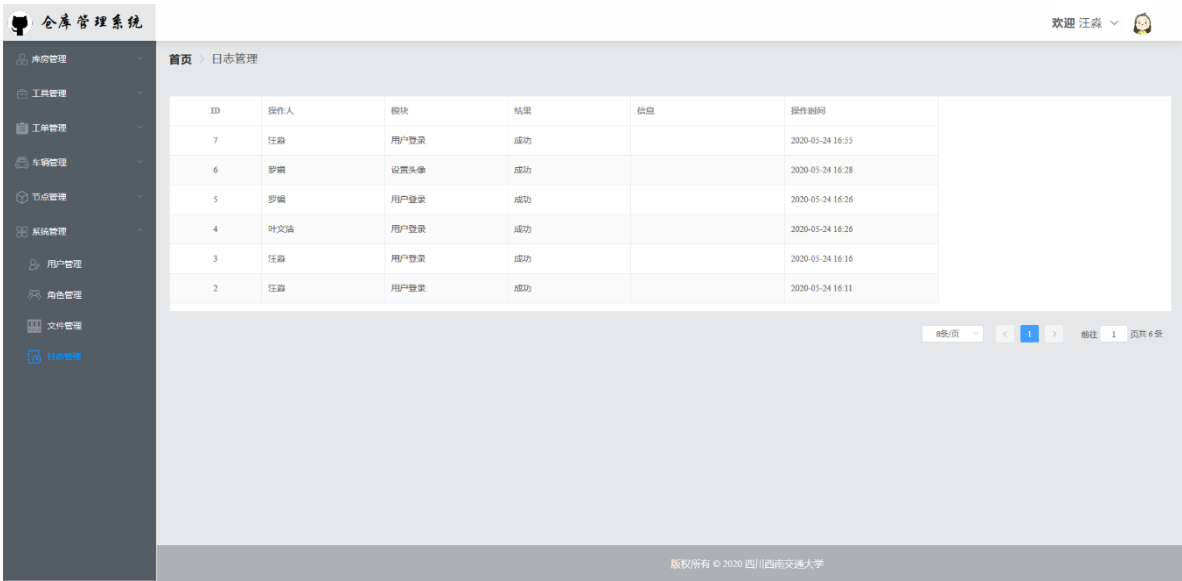 仓库管理系统
欢迎 汪淼
库房管理
工具管理
工单管理
车辆管理
节点管理
系统管理
用户管理
角色管理
文件管理
日志管理
首页 日志管理
ID 操作人 模块 结果 信息 操作时间
7 汪淼 用户登录 成功 2020-05-24 16:55
6 罗辑 设置头像 成功 2020-05-24 16:28
5 罗辑 用户登录 成功 2020-05-24 16:26
4 叶文洁 用户登录 成功 2020-05-24 16:26
3 汪淼 用户登录 成功 2020-05-24 16:16
2 汪淼 用户登录 成功 2020-05-24 16:11
8条/页 < 1 > 前往 1 页共 6 条
版权所有 © 2020 四川西南交通大学